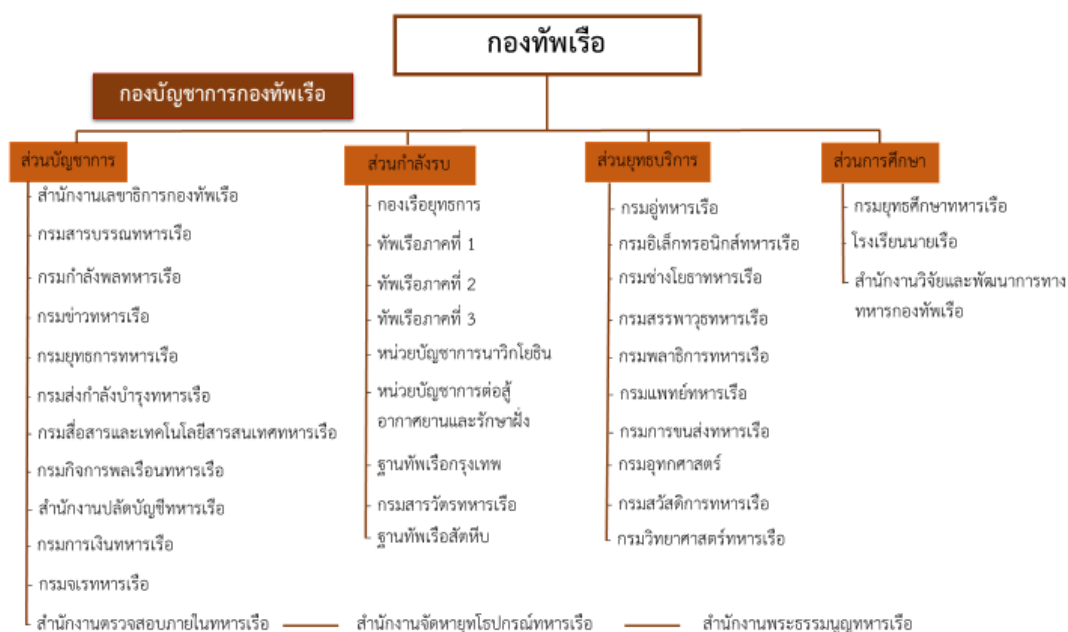 กองทัพเรือ
กองบัญชาการกองทัพเรือ
ส่วนบัญชาการ
สำนักงานเลขาธิการกองทัพเรือ
กรมสารบรรณทหารเรือ
กรมกำลังพลทหารเรือ
กรมข่าวทหารเรือ
กรมยุทธการทหารเรือ
กรมส่งกำลังบำรุงทหารเรือ
กรมสื่อสารและเทคโนโลยีสารสนเทศทหารเรือ
กรมกิจการพลเรือนทหารเรือ
สำนักงานปลัดบัญชีทหารเรือ
กรมการเงินทหารเรือ
กรมจเรทหารเรือ
สำนักงานตรวจสอบภายในทหารเรือ
สำนักงานจัดหายุทโธปกรณ์ทหารเรือ
สำนักงานพระธรรมนูญทหารเรือ
ส่วนกำลังรบ
กองเรือยุทธการ
ทัพเรือภาคที่ 1
ทัพเรือภาคที่ 2
ทัพเรือภาคที่ 3
หน่วยบัญชาการนาวิกโยธิน
หน่วยบัญชาการต่อสู้
อากาศยานและรักษาฝั่ง
ฐานทัพเรือกรุงเทพ
กรมสารวัตรทหารเรือ
ฐานทัพเรือสัตหีบ
ส่วนยุทธบริการ
กรมอู่ทหารเรือ
กรมอิเล็กทรอนิกส์ทหารเรือ
กรมช่างโยธาทหารเรือ
กรมสรรพาวุธทหารเรือ
กรมพลาธิการทหารเรือ
กรมแพทย์ทหารเรือ
กรมการขนส่งทหารเรือ
กรมอุทกศาสตร์
กรมสวัสดิการทหารเรือ
กรมวิทยาศาสตร์ทหารเรือ
ส่วนการศึกษา
กรมยุทธศึกษาทหารเรือ
โรงเรียนนายเรือ
สำนักงานวิจัยและพัฒนาการทาง
ทหารกองทัพเรือ